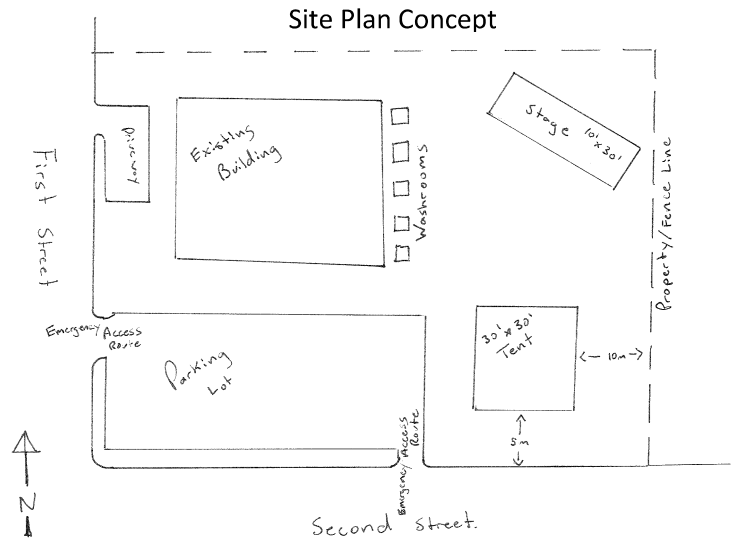 Site Plan Concept
Stage 10' x 30'
Driveway
Existing
Building
Washrooms
First Street
Property/Fence Line
Emergency Access
Route
30' x 30'
Tent
<- 10m ->
Parking
Lot
Emergency Access
Route
5m
N
Second Street.